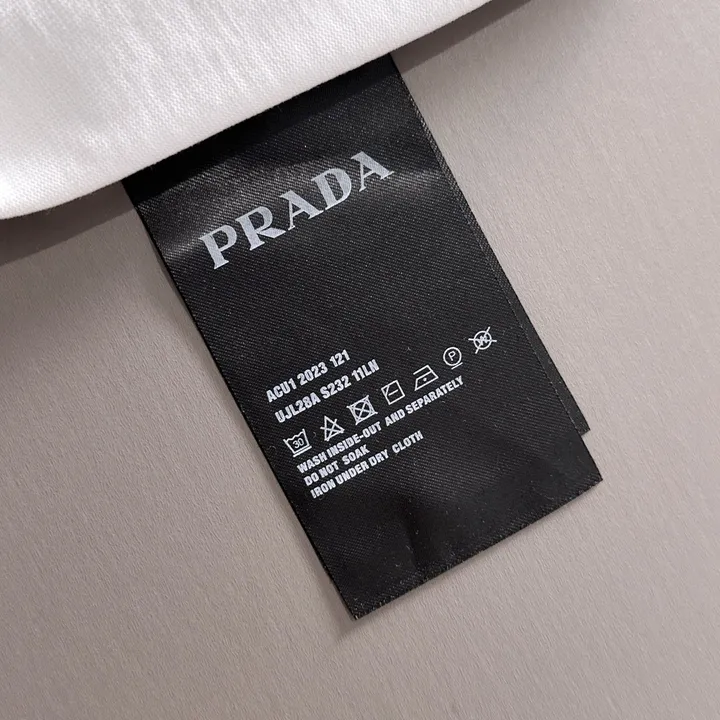 PRADA
ACU1 2023 121
UJL28A S232 11LN
30 P W
WASH INSIDE-OUT AND SEPARATELY
DO NOT SOAK
IRON UNDER DRY CLOTH